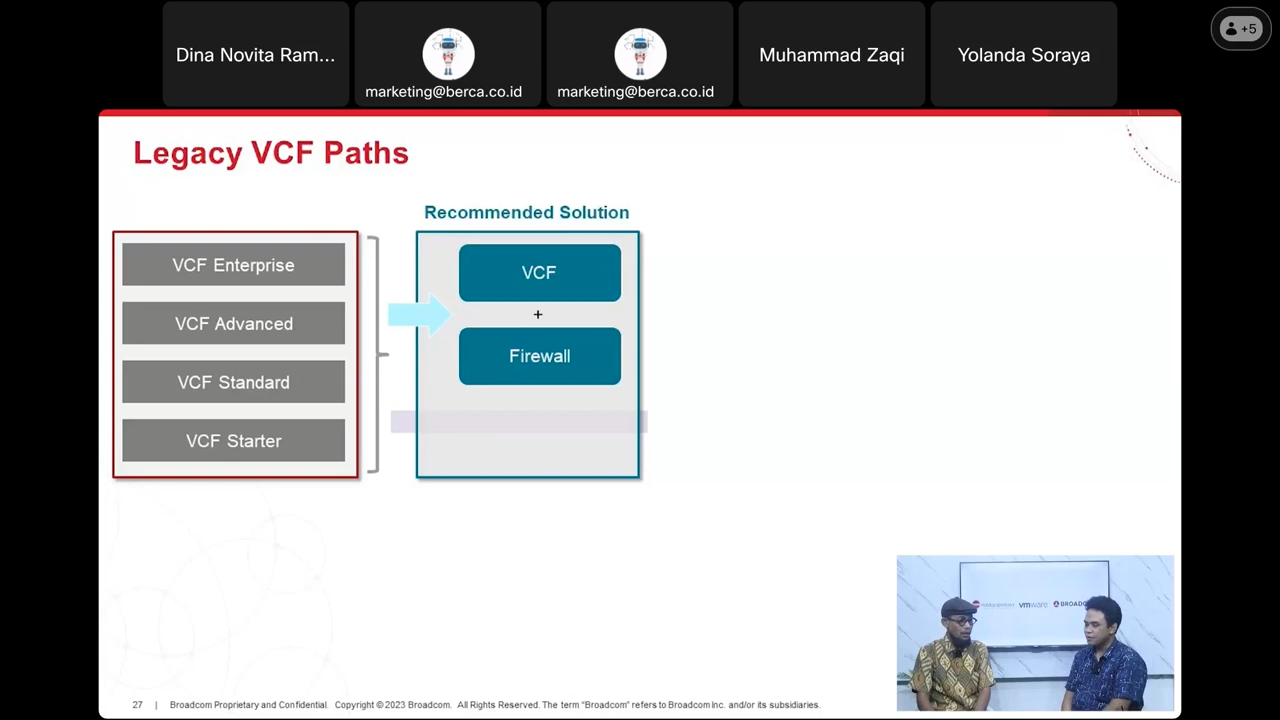 Dina Novita Ram...
marketing@berca.co.id
marketing@berca.co.id
Muhammad Zaqi
Yolanda Soraya
+5
Legacy VCF Paths
Recommended Solution
VCF Enterprise
VCF Advanced
VCF Standard
VCF Starter
VCF
+
Firewall
vmware
27 | Broadcom Proprietary and Confidential. Copyright © 2023 Broadcom. All Rights Reserved. The term “Broadcom” refers to Broadcom Inc. and/or its subsidiaries.